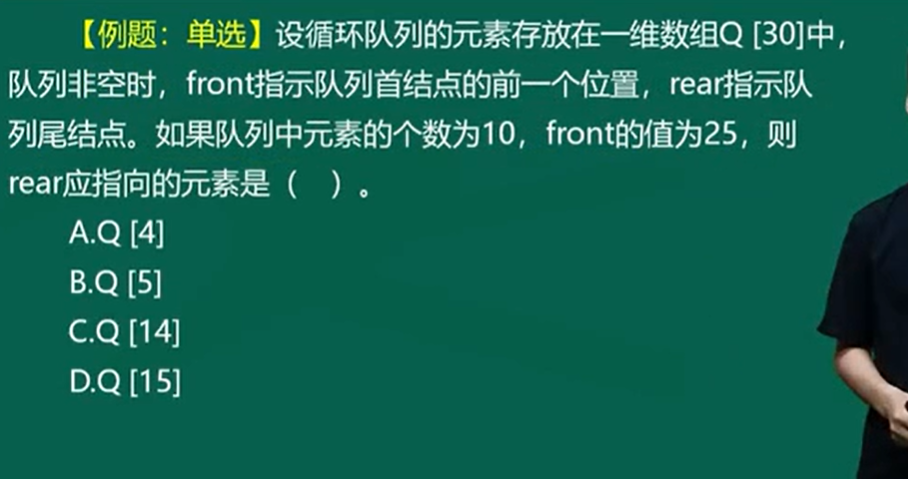 【例题：单选】设循环队列的元素存放在一维数组Q [30]中，
队列非空时，front指示队列首结点的前一个位置，rear指示队
列尾结点。如果队列中元素的个数为10，front的值为25，则
rear应指向的元素是（ ）。
A.Q [4]
B.Q [5]
C.Q [14]
D.Q [15]